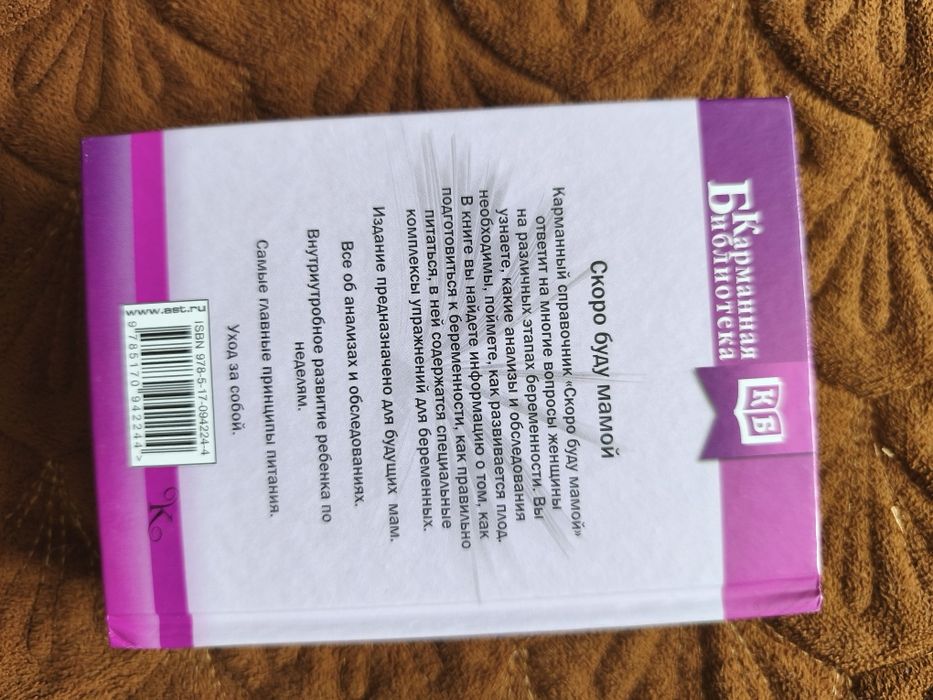 Карманная
Библиотека
КБ
Скоро буду мамой
Карманный справочник «Скоро буду мамой»
ответит на многие вопросы женщины
на различных этапах беременности. Вы
узнаете, какие анализы и обследования
необходимы, поймете, как развивается плод.
В книге вы найдете информацию о том, как
подготовиться к беременности, как правильно
питаться, в ней содержатся специальные
комплексы упражнений для беременных.
Издание предназначено для будущих мам.
Все об анализах и обследованиях.
Внутриутробное развитие ребенка по
неделям.
Самые главные принципы питания.
Уход за собой.
www.ast.ru
ISBN 978-5-17-094224-4
9785170942244>
К